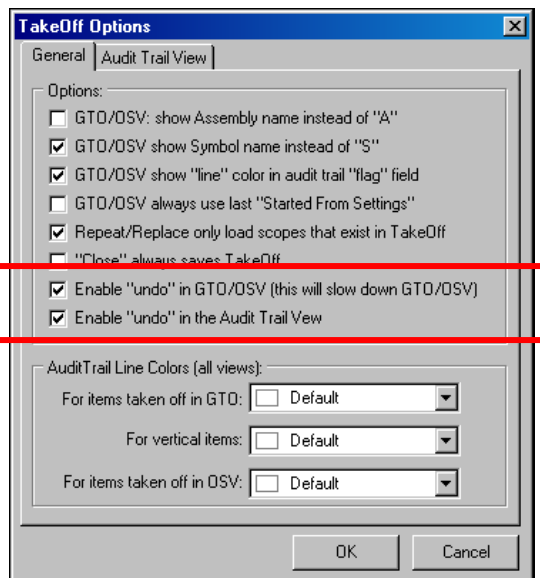 TakeOff Options
General Audit Trail View
Options:
GTO/OSV: show Assembly name instead of "A"
GTO/OSV show Symbol name instead of "S"
GTO/OSV show "line" color in audit trail "flag" field
GTO/OSV always use last "Started From Settings"
Repeat/Replace only load scopes that exist in TakeOff
"Close" always saves TakeOff
Enable "undo" in GTO/OSV (this will slow down GTO/OSV)
Enable "undo" in the Audit Trail Vew
AuditTrail Line Colors (all views):
For items taken off in GTO: Default
For vertical items: Default
For items taken off in OSV: Default
OK Cancel